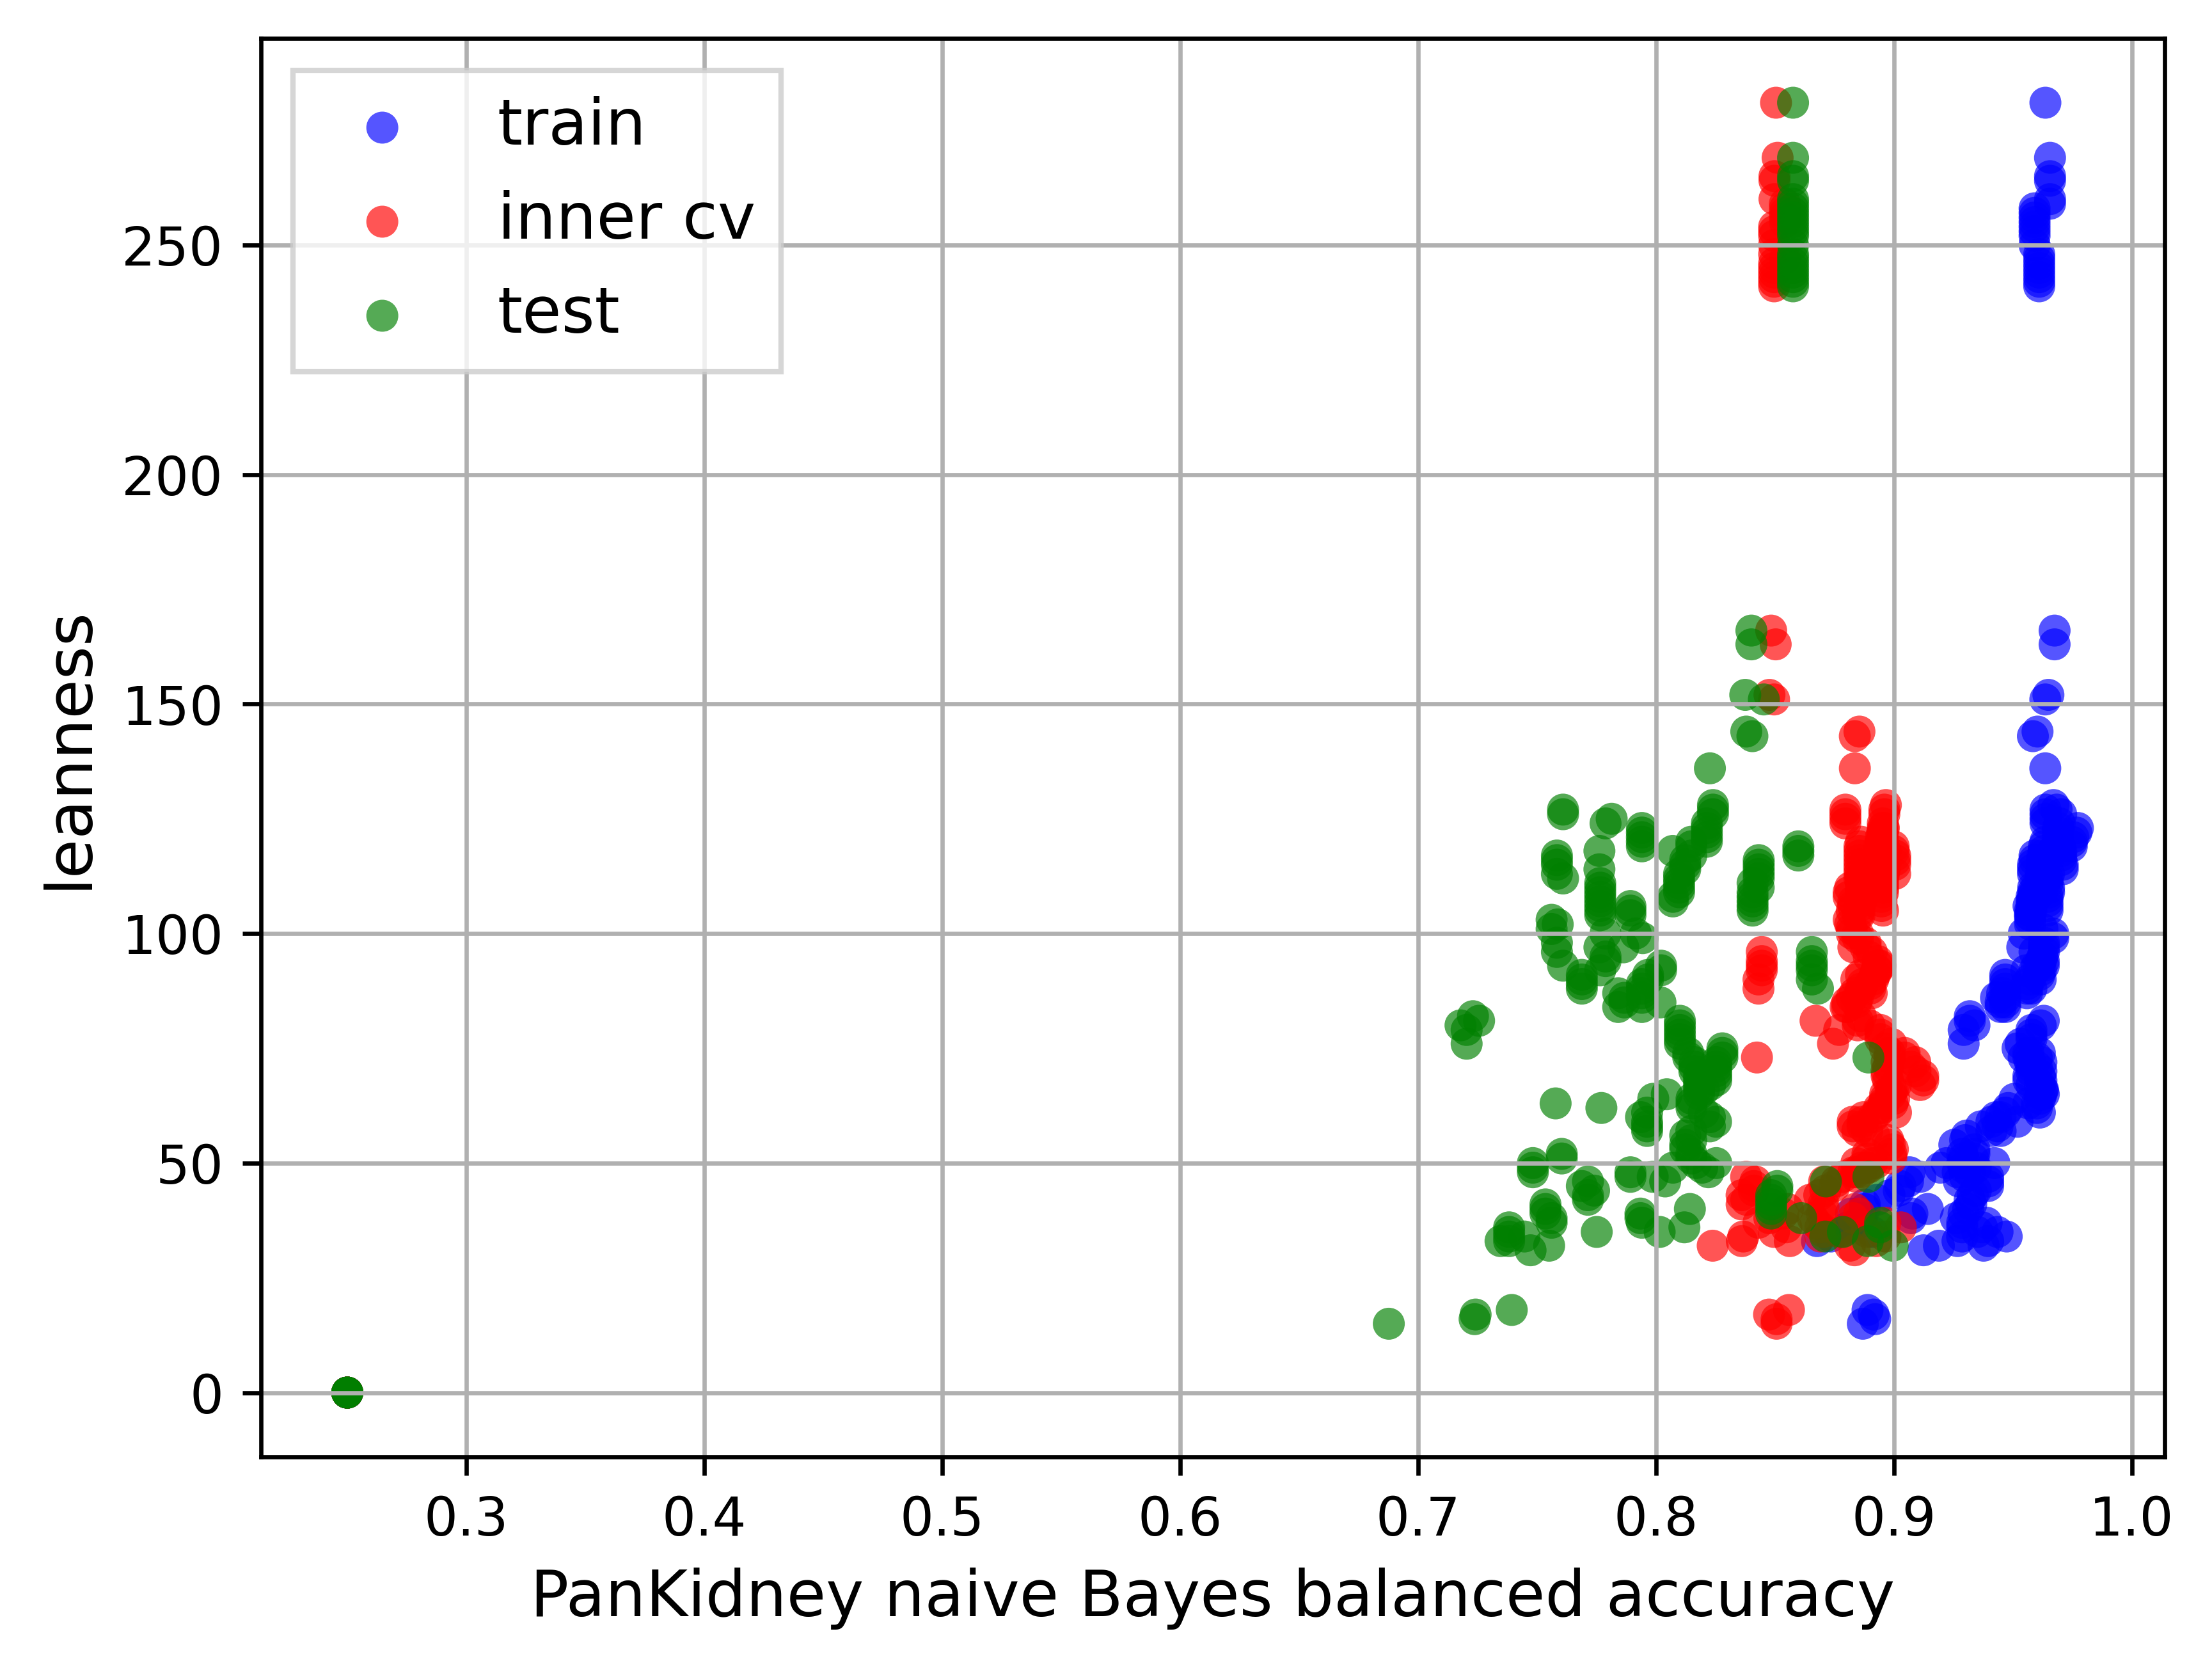 train
inner cv
test
leanness
250
200
150
100
50
0
0.3 0.4 0.5 0.6 0.7 0.8 0.9 1.0
PanKidney naive Bayes balanced accuracy